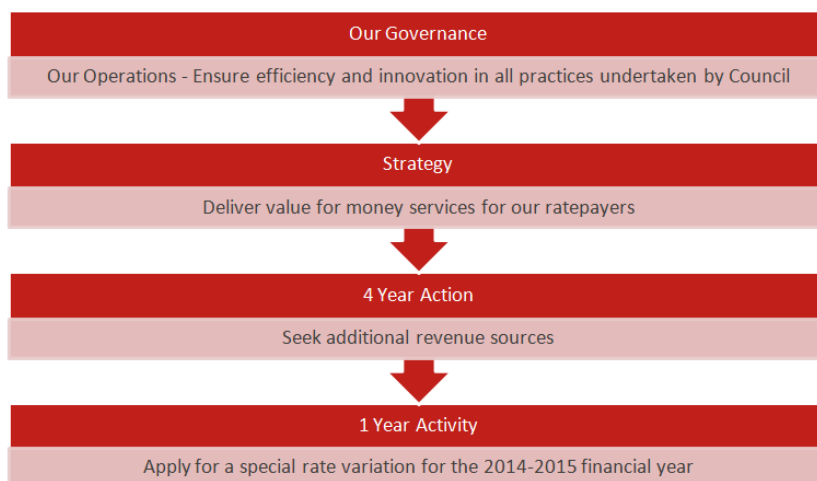 Our Governance
Our Operations - Ensure efficiency and innovation in all practices undertaken by Council
Strategy
Deliver value for money services for our ratepayers
4 Year Action
Seek additional revenue sources
1 Year Activity
Apply for a special rate variation for the 2014-2015 financial year